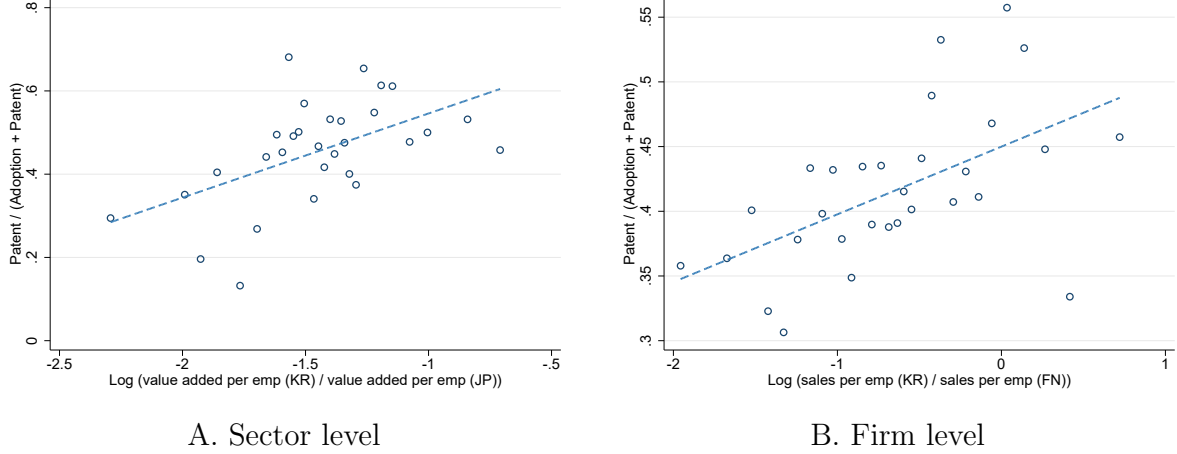 Patent / (Adoption + Patent)
.8
.6
.4
.2
0
-2.5 -2 -1.5 -1 -.5
Log (value added per emp (KR) / value added per emp (JP))
A. Sector level
Patent / (Adoption + Patent)
.55
.5
.45
.4
.35
.3
-2 -1 0 1
Log (sales per emp (KR) / sales per emp (FN))
B. Firm level